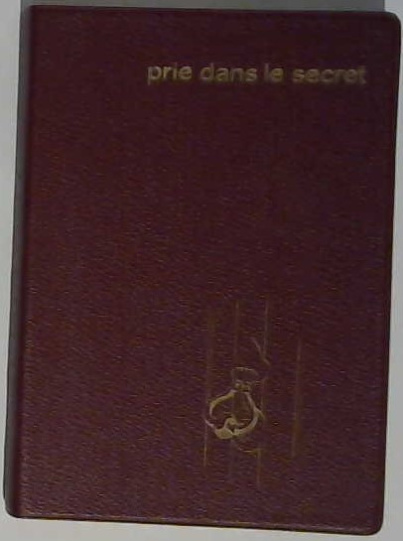 prie dans le secret